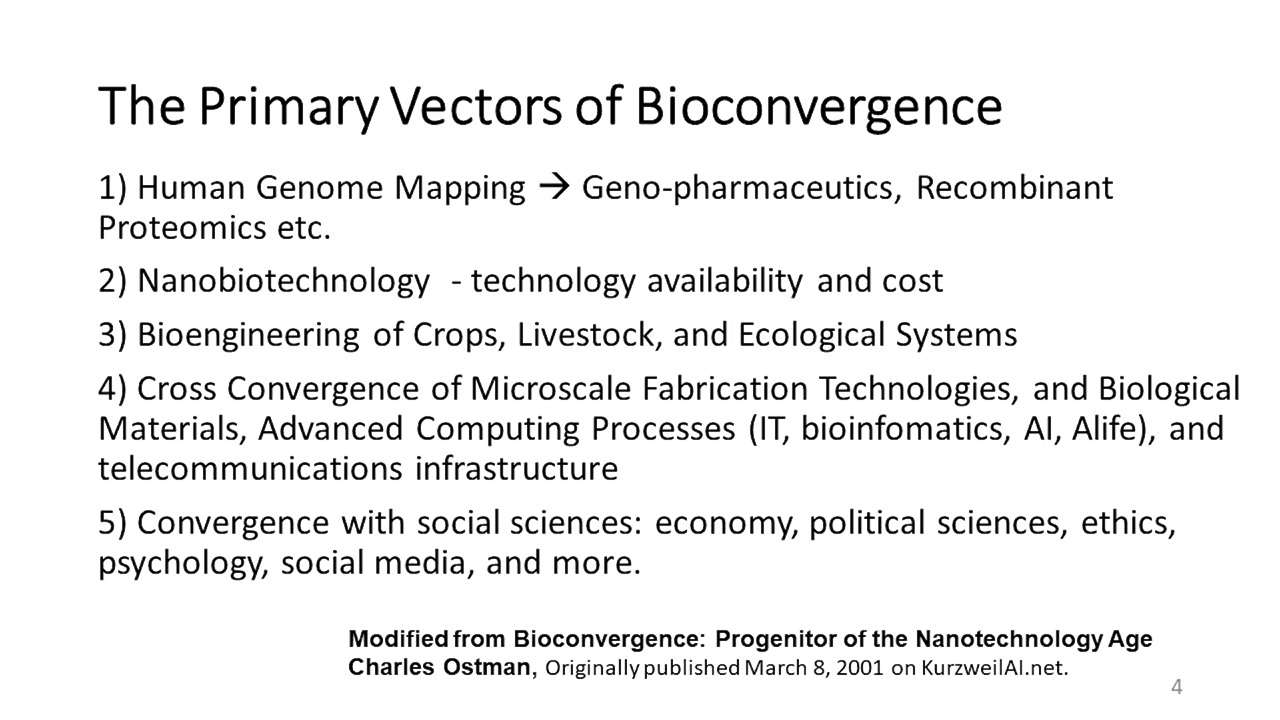 The Primary Vectors of Bioconvergence
1) Human Genome Mapping → Geno-pharmaceutics, Recombinant
Proteomics etc.
2) Nanobiotechnology - technology availability and cost
3) Bioengineering of Crops, Livestock, and Ecological Systems
4) Cross Convergence of Microscale Fabrication Technologies, and Biological
Materials, Advanced Computing Processes (IT, bioinfomatics, AI, Alife), and
telecommunications infrastructure
5) Convergence with social sciences: economy, political sciences, ethics,
psychology, social media, and more.
Modified from Bioconvergence: Progenitor of the Nanotechnology Age
Charles Ostman, Originally published March 8, 2001 on KurzweilAI.net.
4